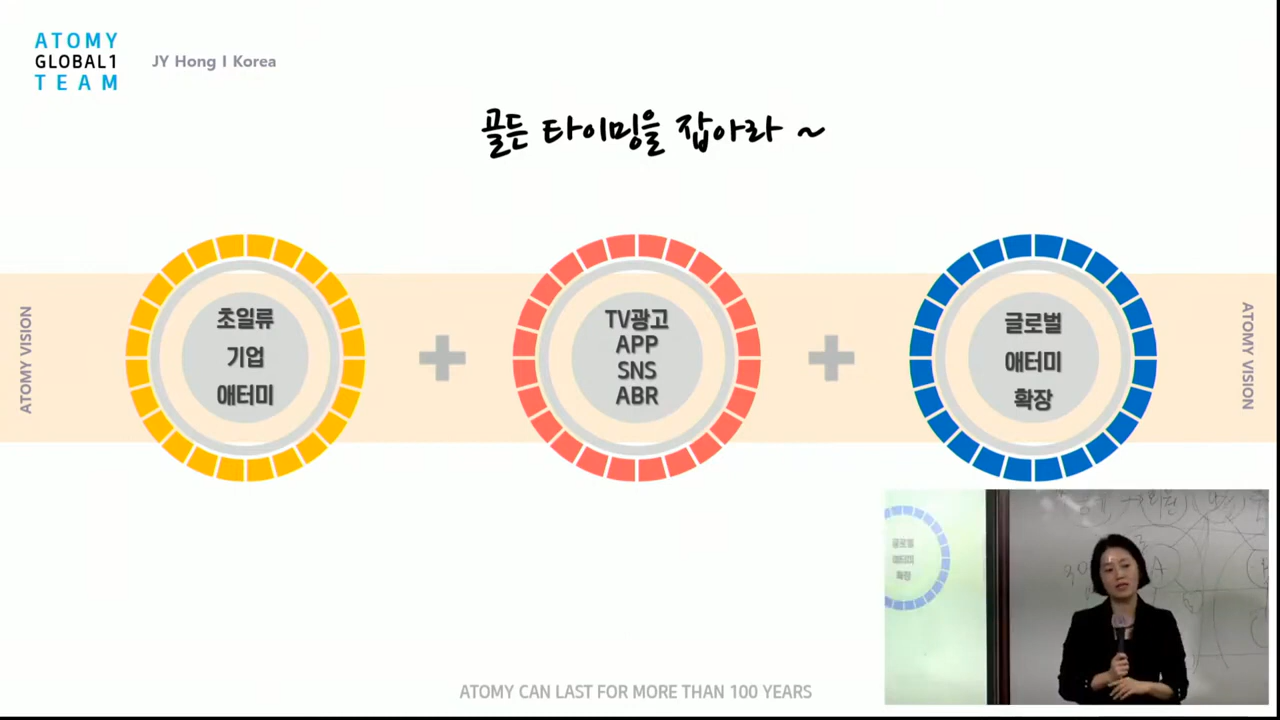 ATOMY
GLOBAL1
TEAM
JY Hong I Korea
골든 타이밍을 잡아라 ~
ATOMY VISION
초일류
기업
애터미
TV광고
APP
SNS
ABR
글로벌
애터미
확장
ATOMY VISION
글로벌
애터미
확장
A
ATOMY CAN LAST FOR MORE THAN 100 YEARS